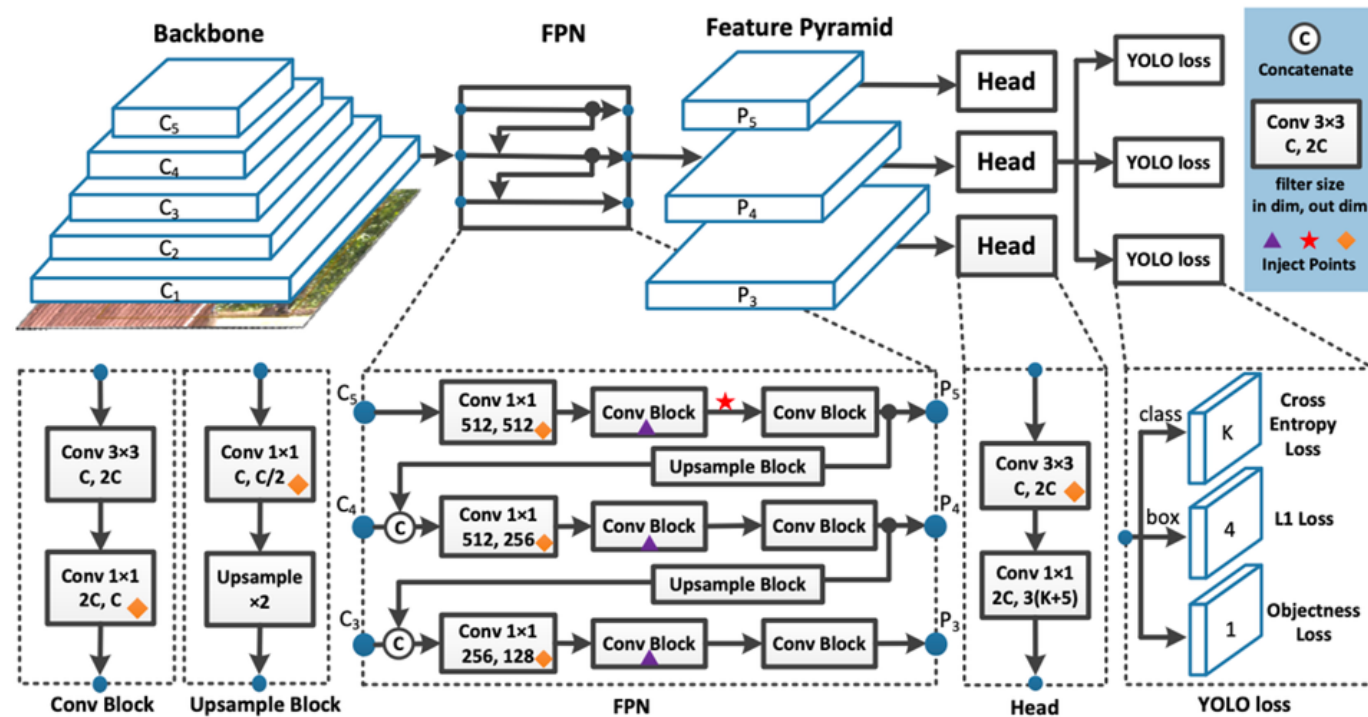 Backbone
FPN
Feature Pyramid
C5
C4
C3
C2
C1
P5
P4
P3
Head
Head
Head
YOLO loss
YOLO loss
YOLO loss
C
Concatenate
Conv 3×3
C, 2C
filter size
in dim, out dim
Inject Points
Conv 3×3
C, 2C
Conv 1×1
2C, C
Conv Block
Conv 1×1
C, C/2
Upsample
×2
Upsample Block
C5
Conv 1×1
512, 512
Conv Block
Conv Block
P5
Upsample Block
C4
C
Conv 1×1
512, 256
Conv Block
Conv Block
P4
Upsample Block
C3
C
Conv 1×1
256, 128
Conv Block
Conv Block
P3
FPN
Conv 3×3
C, 2C
Conv 1×1
2C, 3(K+5)
Head
class
K
Cross
Entropy
Loss
box
4
L1 Loss
1
Objectness
Loss
YOLO loss